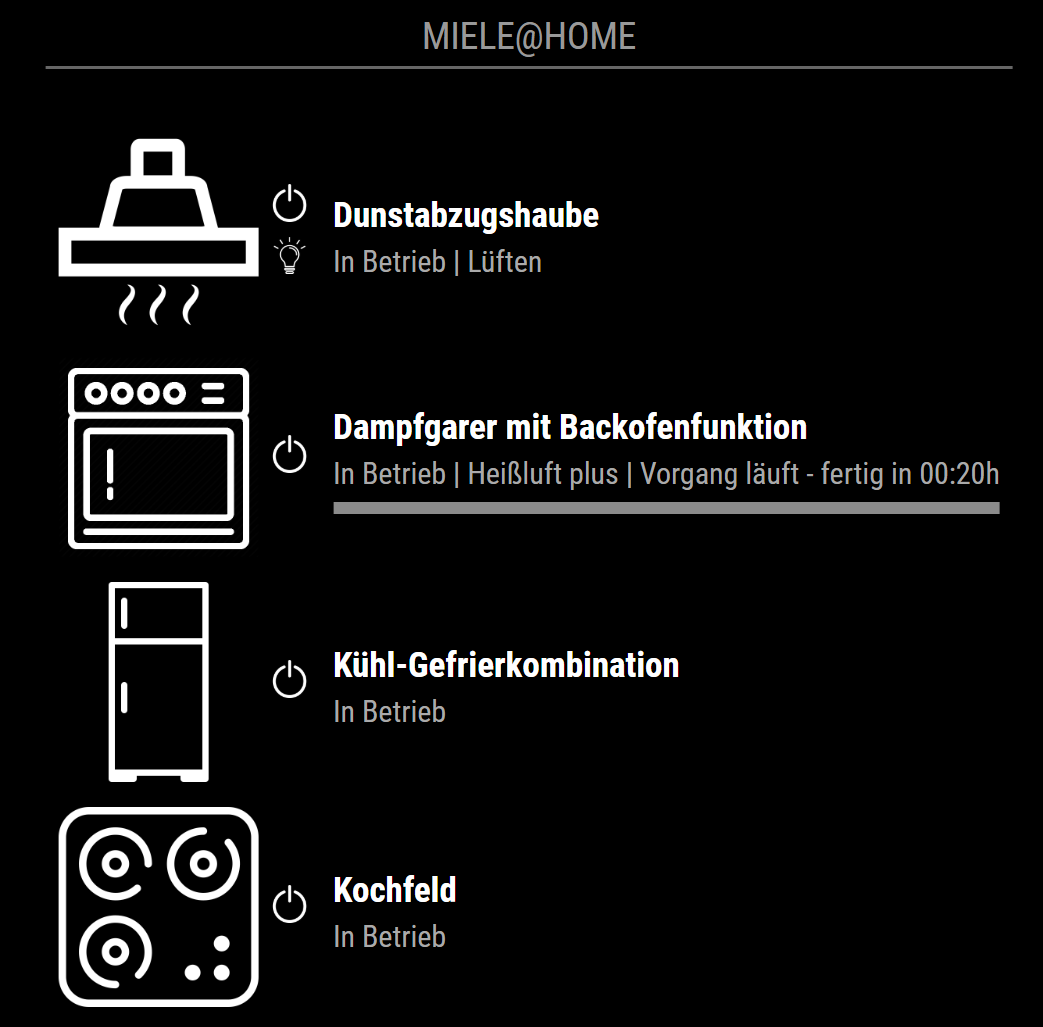 MIELE@HOME
Dunstabzugshaube
In Betrieb | Lüften
Dampfgarer mit Backofenfunktion
In Betrieb | Heißluft plus | Vorgang läuft - fertig in 00:20h
Kühl-Gefrierkombination
In Betrieb
Kochfeld
In Betrieb